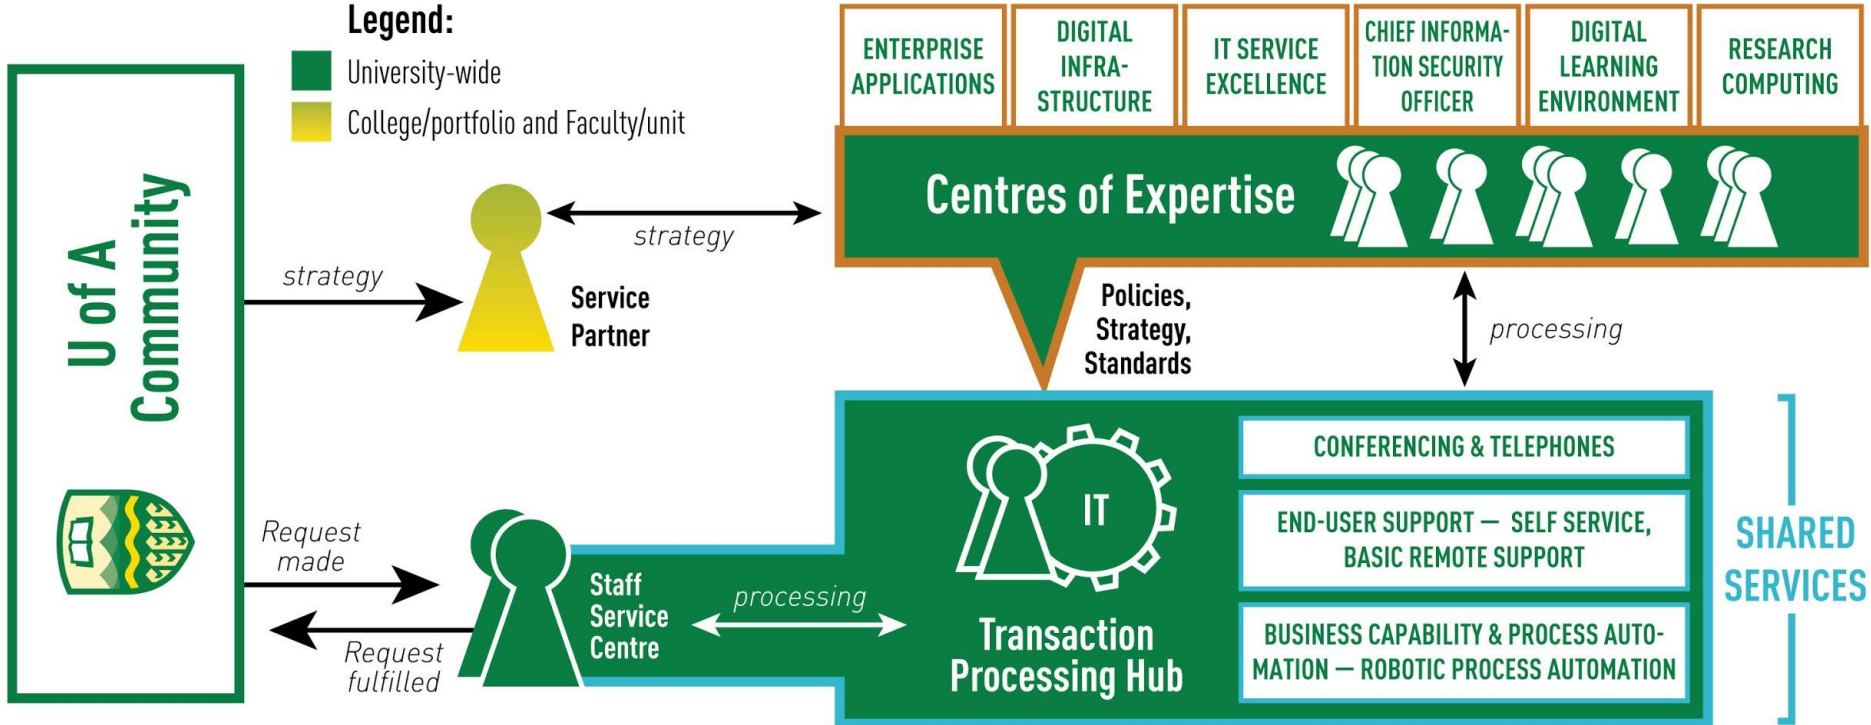 Legend:
University-wide
College/portfolio and Faculty/unit
U of A
Community
strategy
Service
Partner
strategy
ENTERPRISE
APPLICATIONS
DIGITAL
INFRA-
STRUCTURE
IT SERVICE
EXCELLENCE
CHIEF INFORMA-
TION SECURITY
OFFICER
DIGITAL
LEARNING
ENVIRONMENT
RESEARCH
COMPUTING
Centres of Expertise
Policies,
Strategy,
Standards
processing
Request
made
Request
fulfilled
Staff
Service
Centre
processing
IT
Transaction
Processing Hub
CONFERENCING & TELEPHONES
END-USER SUPPORT — SELF SERVICE,
BASIC REMOTE SUPPORT
BUSINESS CAPABILITY & PROCESS AUTO-
MATION — ROBOTIC PROCESS AUTOMATION
SHARED
SERVICES